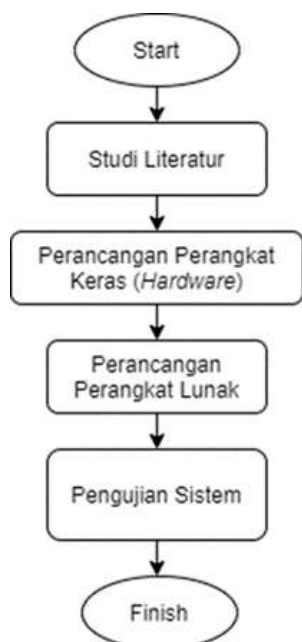 Start
Studi Literatur
Perancangan Perangkat
Keras (Hardware)
Perancangan
Perangkat Lunak
Pengujian Sistem
Finish